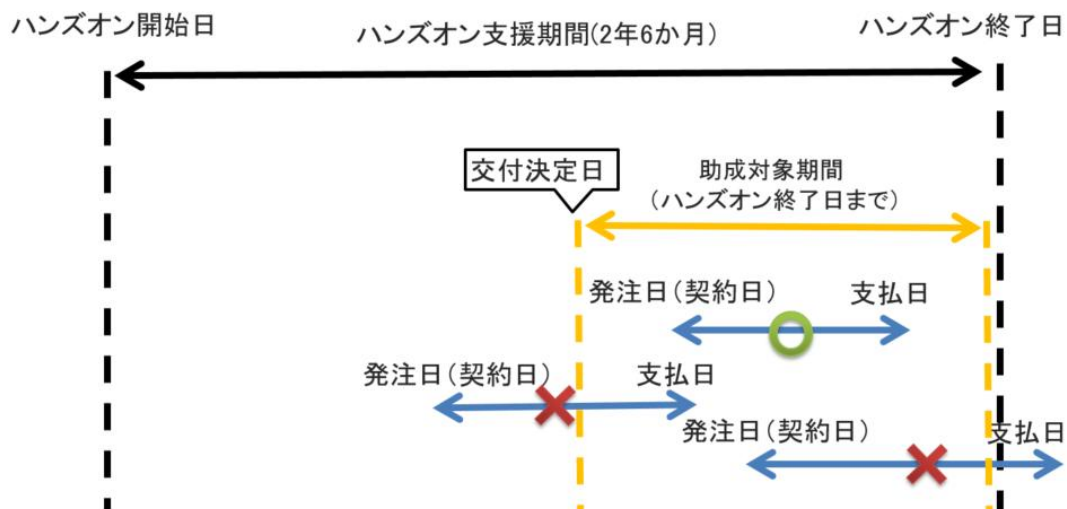 ハンズオン開始日
ハンズオン支援期間(2年6か月)
ハンズオン終了日
交付決定日
助成対象期間
(ハンズオン終了日まで)
発注日(契約日)
支払日
発注日(契約日)
支払日
発注日(契約日)
支払日